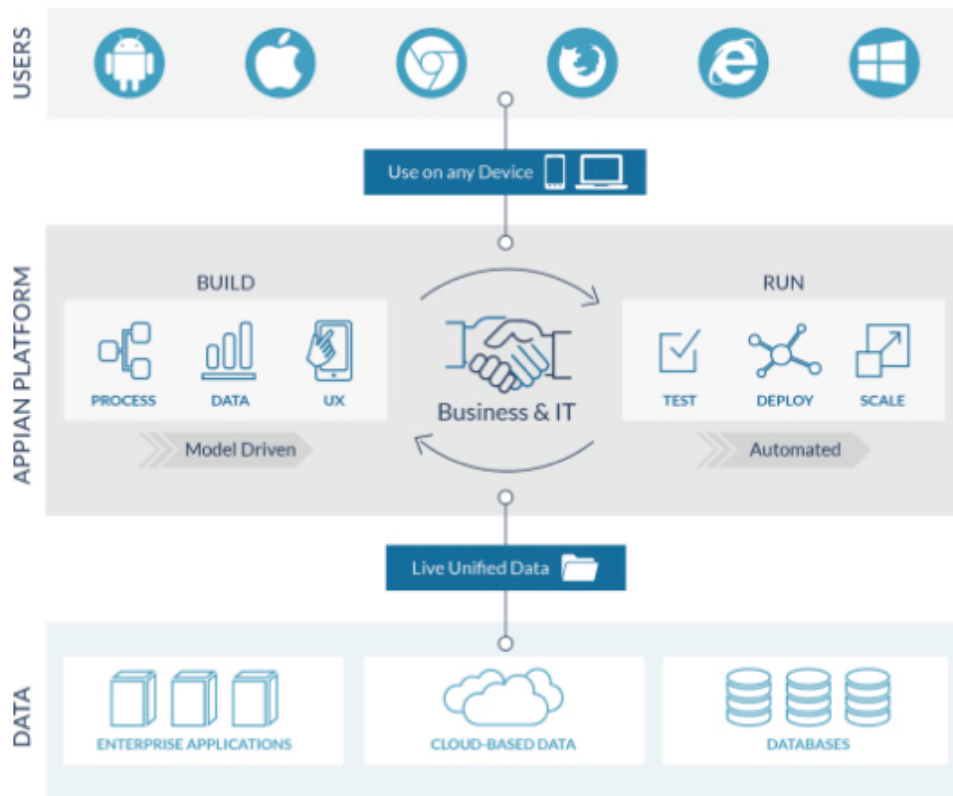 USERS
Use on any Device
APPIAN PLATFORM
BUILD
PROCESS DATA UX
Model Driven
Business & IT
RUN
TEST DEPLOY SCALE
Automated
Live Unified Data
DATA
ENTERPRISE APPLICATIONS
CLOUD-BASED DATA
DATABASES